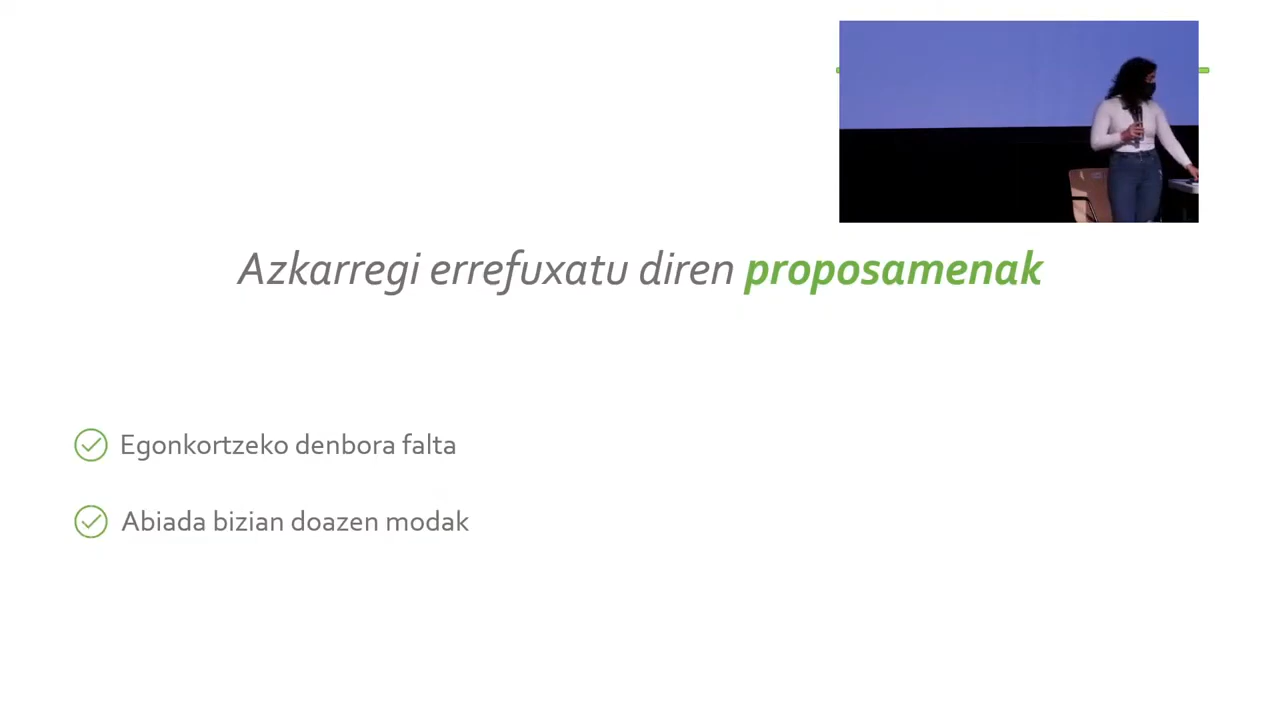 Azkarregi errefuxatu diren proposamenak
Egonkortzeko denbora falta
Abiada bizian doazen modak